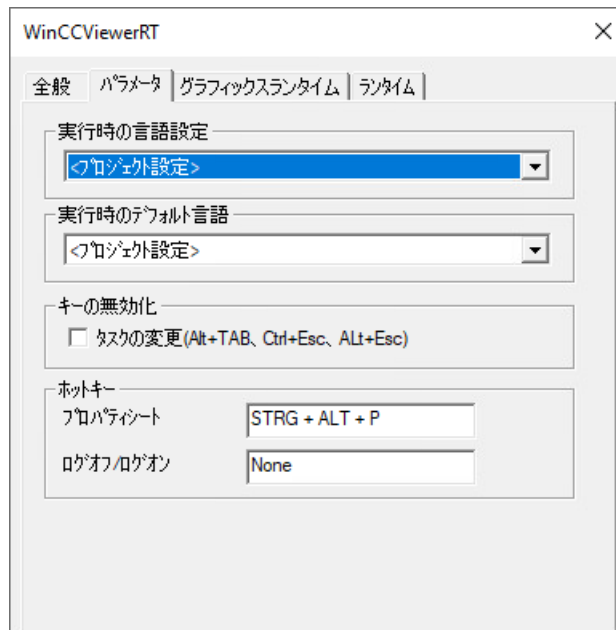 WinCCViewerRT
全般 パラメータ グラフィックスランタイム ランタイム
実行時の言語設定
<プロジェクト設定>
実行時のデフォルト言語
<プロジェクト設定>
キーの無効化
タスクの変更(Alt+TAB、Ctrl+Esc、ALt+Esc)
ホットキー
プロパティシート STRG + ALT + P
ログオフ/ログオン None